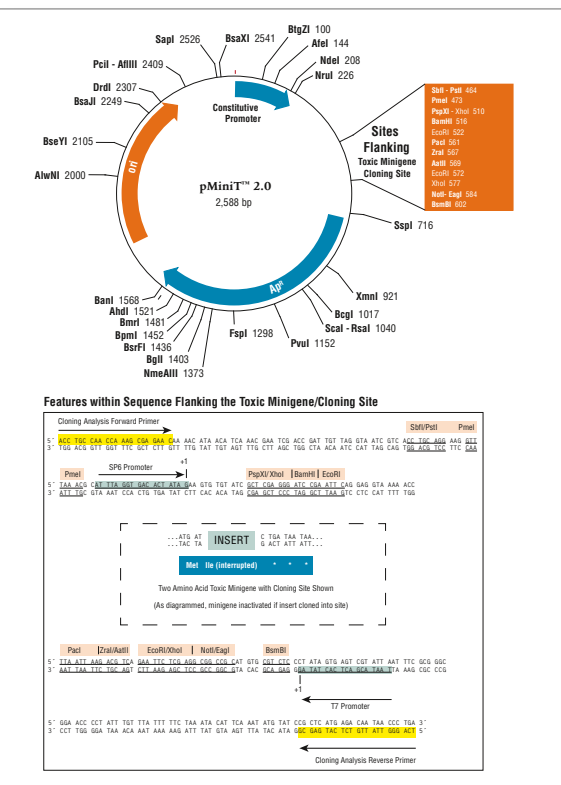 BtgZI 100
BsaXI 2541
SapI 2526
AfeI 144
NdeI 208
NruI 226
PciI - AflIII 2409
DrdI 2307
BsaJI 2249
BseYI 2105
AlwNI 2000
Constitutive
Promoter
ori
pMiniT™ 2.0
2,588 bp
Ap^R
Sites
Flanking
Toxic Minigene
Cloning Site
SbfI - PstI 464
PmeI 473
PspXI - XhoI 510
BamHI 516
EcoRI 522
PacI 561
ZraI 567
AatII 569
EcoRI 572
XhoI 577
NotI- EagI 584
BsmBI 602
SspI 716
XmnI 921
BcgI 1017
ScaI - RsaI 1040
PvuI 1152
FspI 1298
BanI 1568
AhdI 1521
BmrI 1481
BpmI 1452
BsrFI 1436
BglI 1403
NmeAIII 1373
Features within Sequence Flanking the Toxic Minigene/Cloning Site
Cloning Analysis Forward Primer
SbfI/PstI PmeI
5´ ACC TGC CAA CCA AAG CGA GAA CAA AAC ATA ACA TCA AAC GAA TCG ACC GAT TGT TAG GTA ATC GTC ACC TGC AGG AAG GTT
3´ TGG ACG GTT GGT TTC GCT CTT GTT TTG TAT TGT AGT TTG CTT AGC TGG CTA ACA ATC CAT TAG CAG TGG ACG TCC TTC CAA
PmeI SP6 Promoter +1 PspXI/XhoI BamHI EcoRI
5´ TAA ACG CAT TTA GGT GAC ACT ATA GAA GTG TGT ATC GCT CGA GGG ATC CGA ATT CAG GAG GTA AAA ACC
3´ ATT TGC GTA AAT CCA CTG TGA TAT CTT CAC ACA TAG CGA GCT CCC TAG GCT TAA GTC CTC CAT TTT TGG
...ATG AT INSERT C TGA TAA TAA...
...TAC TA G ACT ATT ATT...
Met Ile (interrupted) * * *
Two Amino Acid Toxic Minigene with Cloning Site Shown
(As diagrammed, minigene inactivated if insert cloned into site)
PacI ZraI/AatII EcoRI/XhoI NotI/EagI BsmBI
5´ TTA ATT AAG ACG TCA GAA TTC TCG AGG CGG CCG CAT GTG CGT CTC CCT ATA GTG AGT CGT ATT AAT TTC GCG GGC
3´ AAT TAA TTC TGC AGT CTT AAG AGC TCC GCC GGC GTA CAC GCA GAG GGA TAT CAC TCA GCA TAA TTA AAG CGC CCG
+1
T7 Promoter
5´ GGA ACC CCT ATT TGT TTA TTT TTC TAA ATA CAT TCA AAT ATG TAT CCG CTC ATG AGA CAA TAA CCC TGA 3´
3´ CCT TGG GGA TAA ACA AAT AAA AAG ATT TAT GTA AGT TTA TAC ATA GGC GAG TAC TCT GTT ATT GGG ACT 5´
Cloning Analysis Reverse Primer